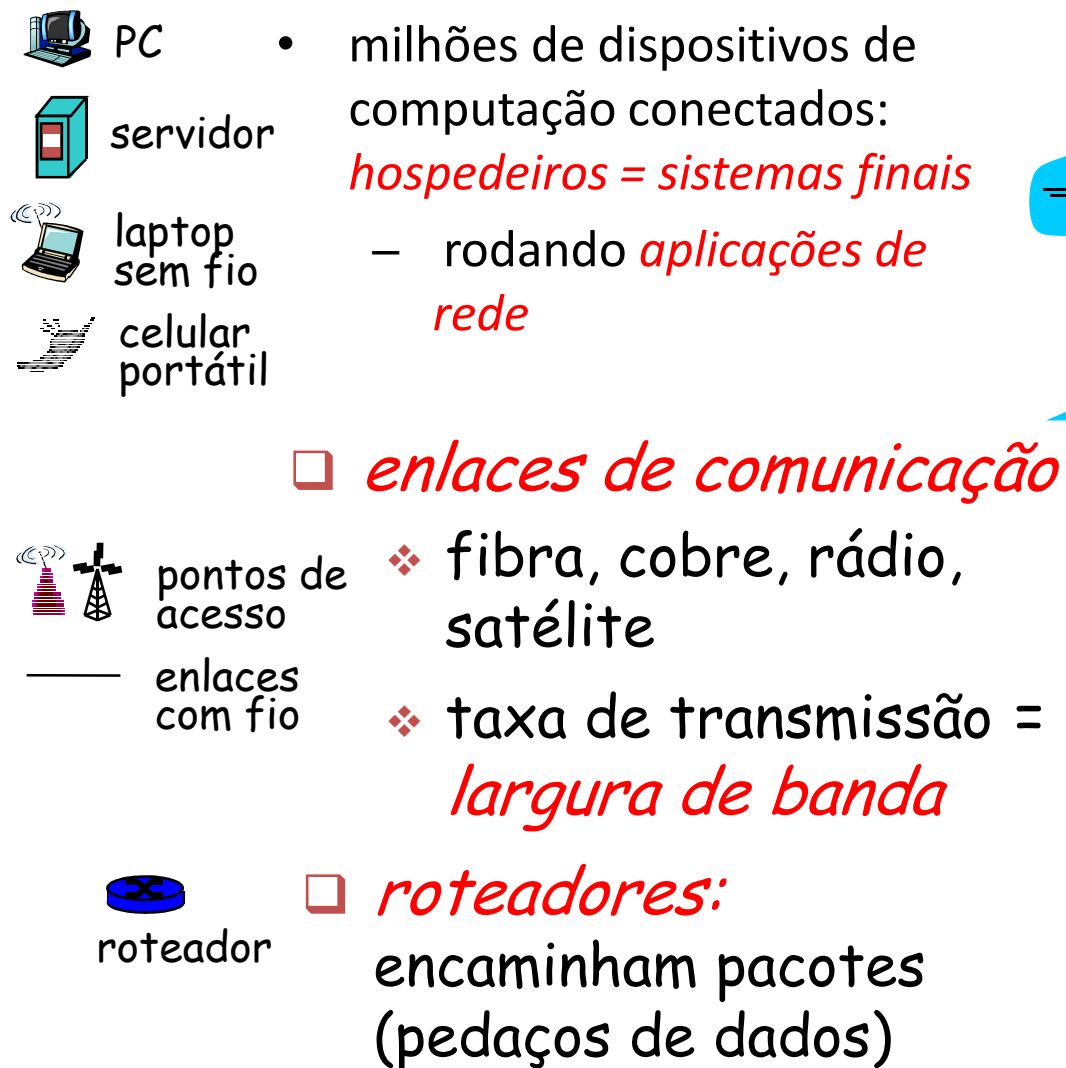 PC
servidor
laptop
sem fio
celular
portátil
• milhões de dispositivos de
computação conectados:
hospedeiros = sistemas finais
– rodando aplicações de
rede
❑ enlaces de comunicação
pontos de
acesso
enlaces
com fio
❖ fibra, cobre, rádio,
satélite
❖ taxa de transmissão =
largura de banda
roteador
❑ roteadores:
encaminham pacotes
(pedaços de dados)